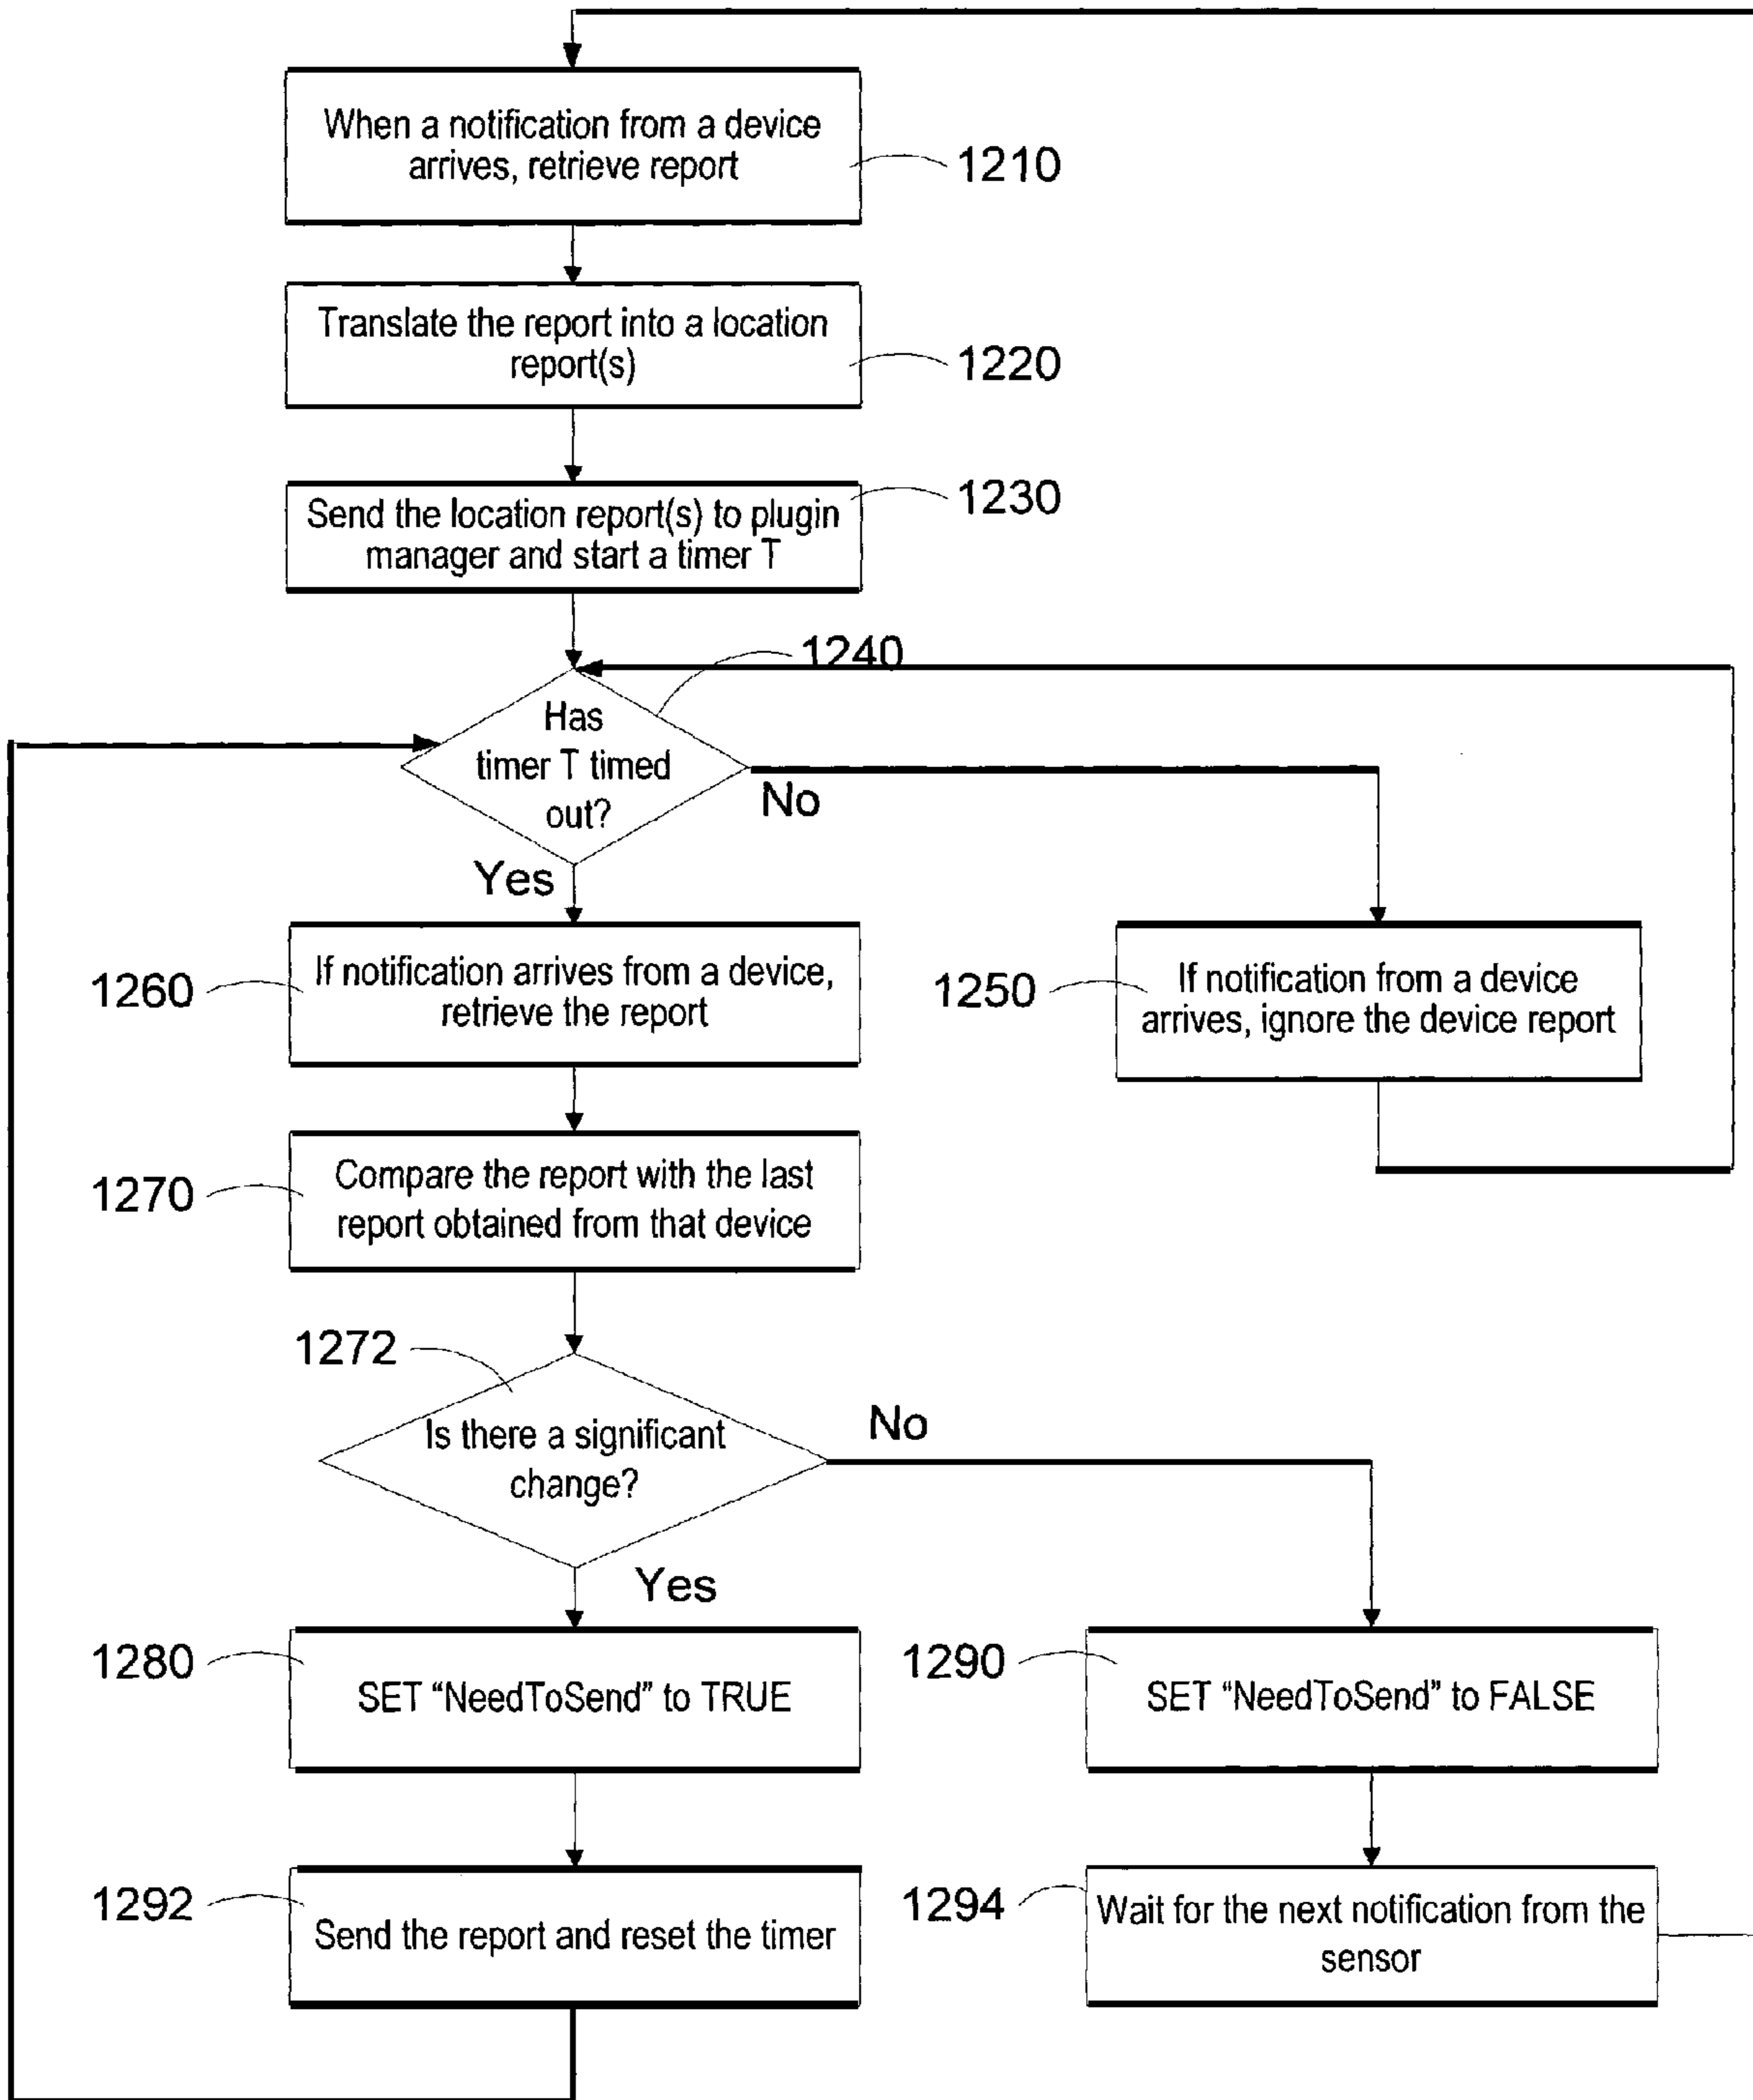 When a notification from a device
arrives, retrieve report
1210
Translate the report into a location
report(s)
1220
Send the location report(s) to plugin
manager and start a timer T
1230
1240
Has
timer T timed
out?
No
Yes
1260
If notification arrives from a device,
retrieve the report
1250
If notification from a device
arrives, ignore the device report
1270
Compare the report with the last
report obtained from that device
1272
Is there a significant
change?
No
Yes
1280
SET “NeedToSend” to TRUE
1290
SET “NeedToSend” to FALSE
1292
Send the report and reset the timer
1294
Wait for the next notification from the
sensor